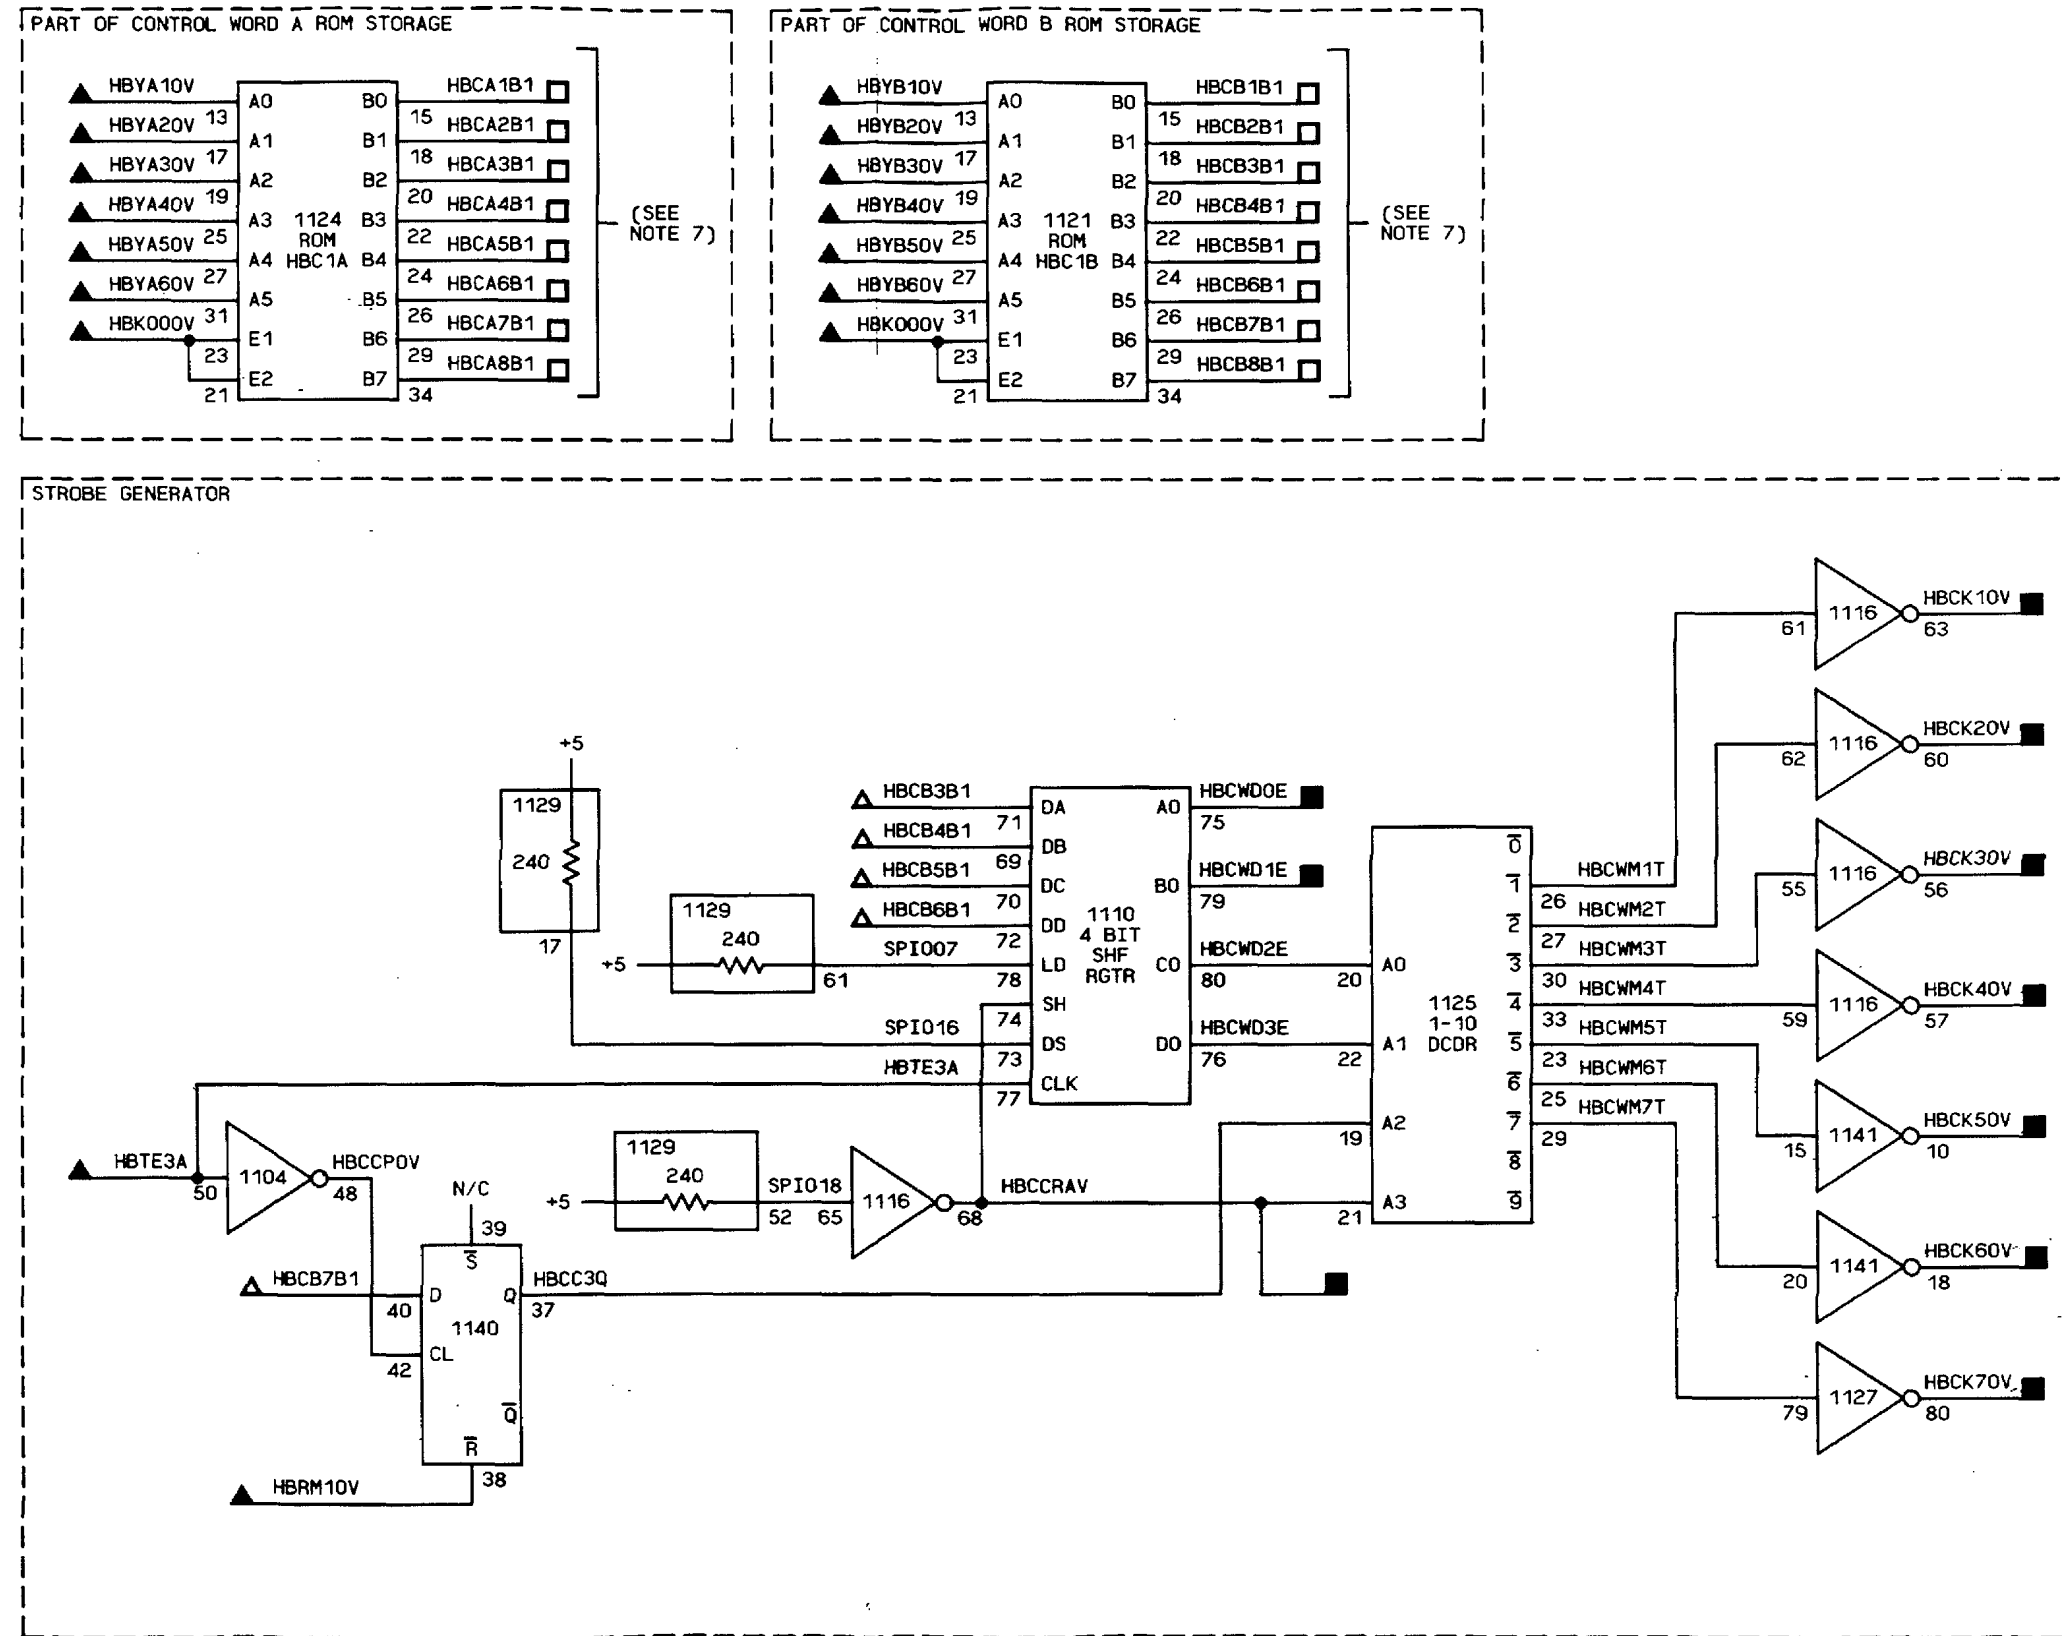 PART OF CONTROL WORD A ROM STORAGE
HBYA10V
13
A0
B0
15
HBCA1B1
HBYA20V
17
A1
B1
18
HBCA2B1
HBYA30V
19
A2
B2
20
HBCA3B1
HBYA40V
25
A3
B3
22
HBCA4B1
HBYA50V
27
A4
B4
24
HBCA5B1
HBYA60V
31
A5
B5
26
HBCA6B1
HBK000V
23
E1
B6
29
HBCA7B1
21
E2
B7
34
HBCA8B1
1124
ROM
HBC1A
(SEE
NOTE 7)
PART OF CONTROL WORD B ROM STORAGE
HBYB10V
13
A0
B0
15
HBCB1B1
HBYB20V
17
A1
B1
18
HBCB2B1
HBYB30V
19
A2
B2
20
HBCB3B1
HBYB40V
25
A3
B3
22
HBCB4B1
HBYB50V
27
A4
B4
24
HBCB5B1
HBYB60V
31
A5
B5
26
HBCB6B1
HBK000V
23
E1
B6
29
HBCB7B1
21
E2
B7
34
HBCB8B1
1121
ROM
HBC1B
(SEE
NOTE 7)
STROBE GENERATOR
+5
1129
240
17
+5
1129
240
61
HBCB3B1
71
DA
HBCB4B1
69
DB
HBCB5B1
70
DC
HBCB6B1
72
DD
SPIO07
78
LD
74
SH
SPIO16
73
DS
HBTE3A
77
CLK
1110
4 BIT
SHF
RGTR
A0
75
HBCWD0E
B0
79
HBCWD1E
C0
80
HBCWD2E
D0
76
HBCWD3E
20
A0
22
A1
19
A2
21
A3
1125
1-10
DCDR
0̅
1̅
26
HBCWM1T
2̅
27
HBCWM2T
3̅
30
HBCWM3T
4̅
33
HBCWM4T
5̅
23
HBCWM5T
6̅
25
HBCWM6T
7̅
29
HBCWM7T
8̅
9̅
61
1116
63
HBCK10V
62
1116
60
HBCK20V
55
1116
56
HBCK30V
59
1116
57
HBCK40V
15
1141
10
HBCK50V
20
1141
18
HBCK60V
79
1127
80
HBCK70V
HBTE3A
50
1104
48
HBCCP0V
+5
1129
240
52
SPIO18
65
1116
68
HBCCRAV
N/C
39
S̅
HBCB7B1
40
D
Q
37
HBCC3Q
1140
42
CL
Q̅
R̅
38
HBRM10V